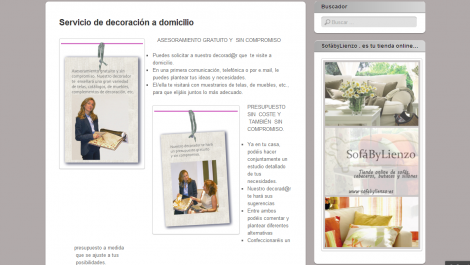 Servicio de decoración a domicilio
ASESORAMIENTO GRATUITO Y SIN COMPROMISO
Puedes solicitar a nuestro decorad@r que te visite a
domicilio.
En una primera comunicación, telefónica o por e mail, le
puedes plantar tus ideas y necesidades.
El/ella te visitará con muestrarios de telas, de muebles, etc..,
para que elijáis juntos lo más adecuado.
PRESUPUESTO
SIN COSTE Y
TAMBIÉN SIN
COMPROMISO.
Ya en tu casa,
podéis hacer
conjuntamente un
estudio detallado
de tus
necesidades
Nuestro decorad@r
te hará sus
sugerencias
Entre ambos
podéis comentar y
plantear diferentes
alternativas
Confeccionaréis un
presupuesto a medida
que se ajuste a tus
posibilidades.
Buscador
Buscar
SofábyLienzo . es tu tienda online...
SofáByLienzo
Tienda online de sofás,
cabeceros, butacas y sillones
www.sofabylienzo.es